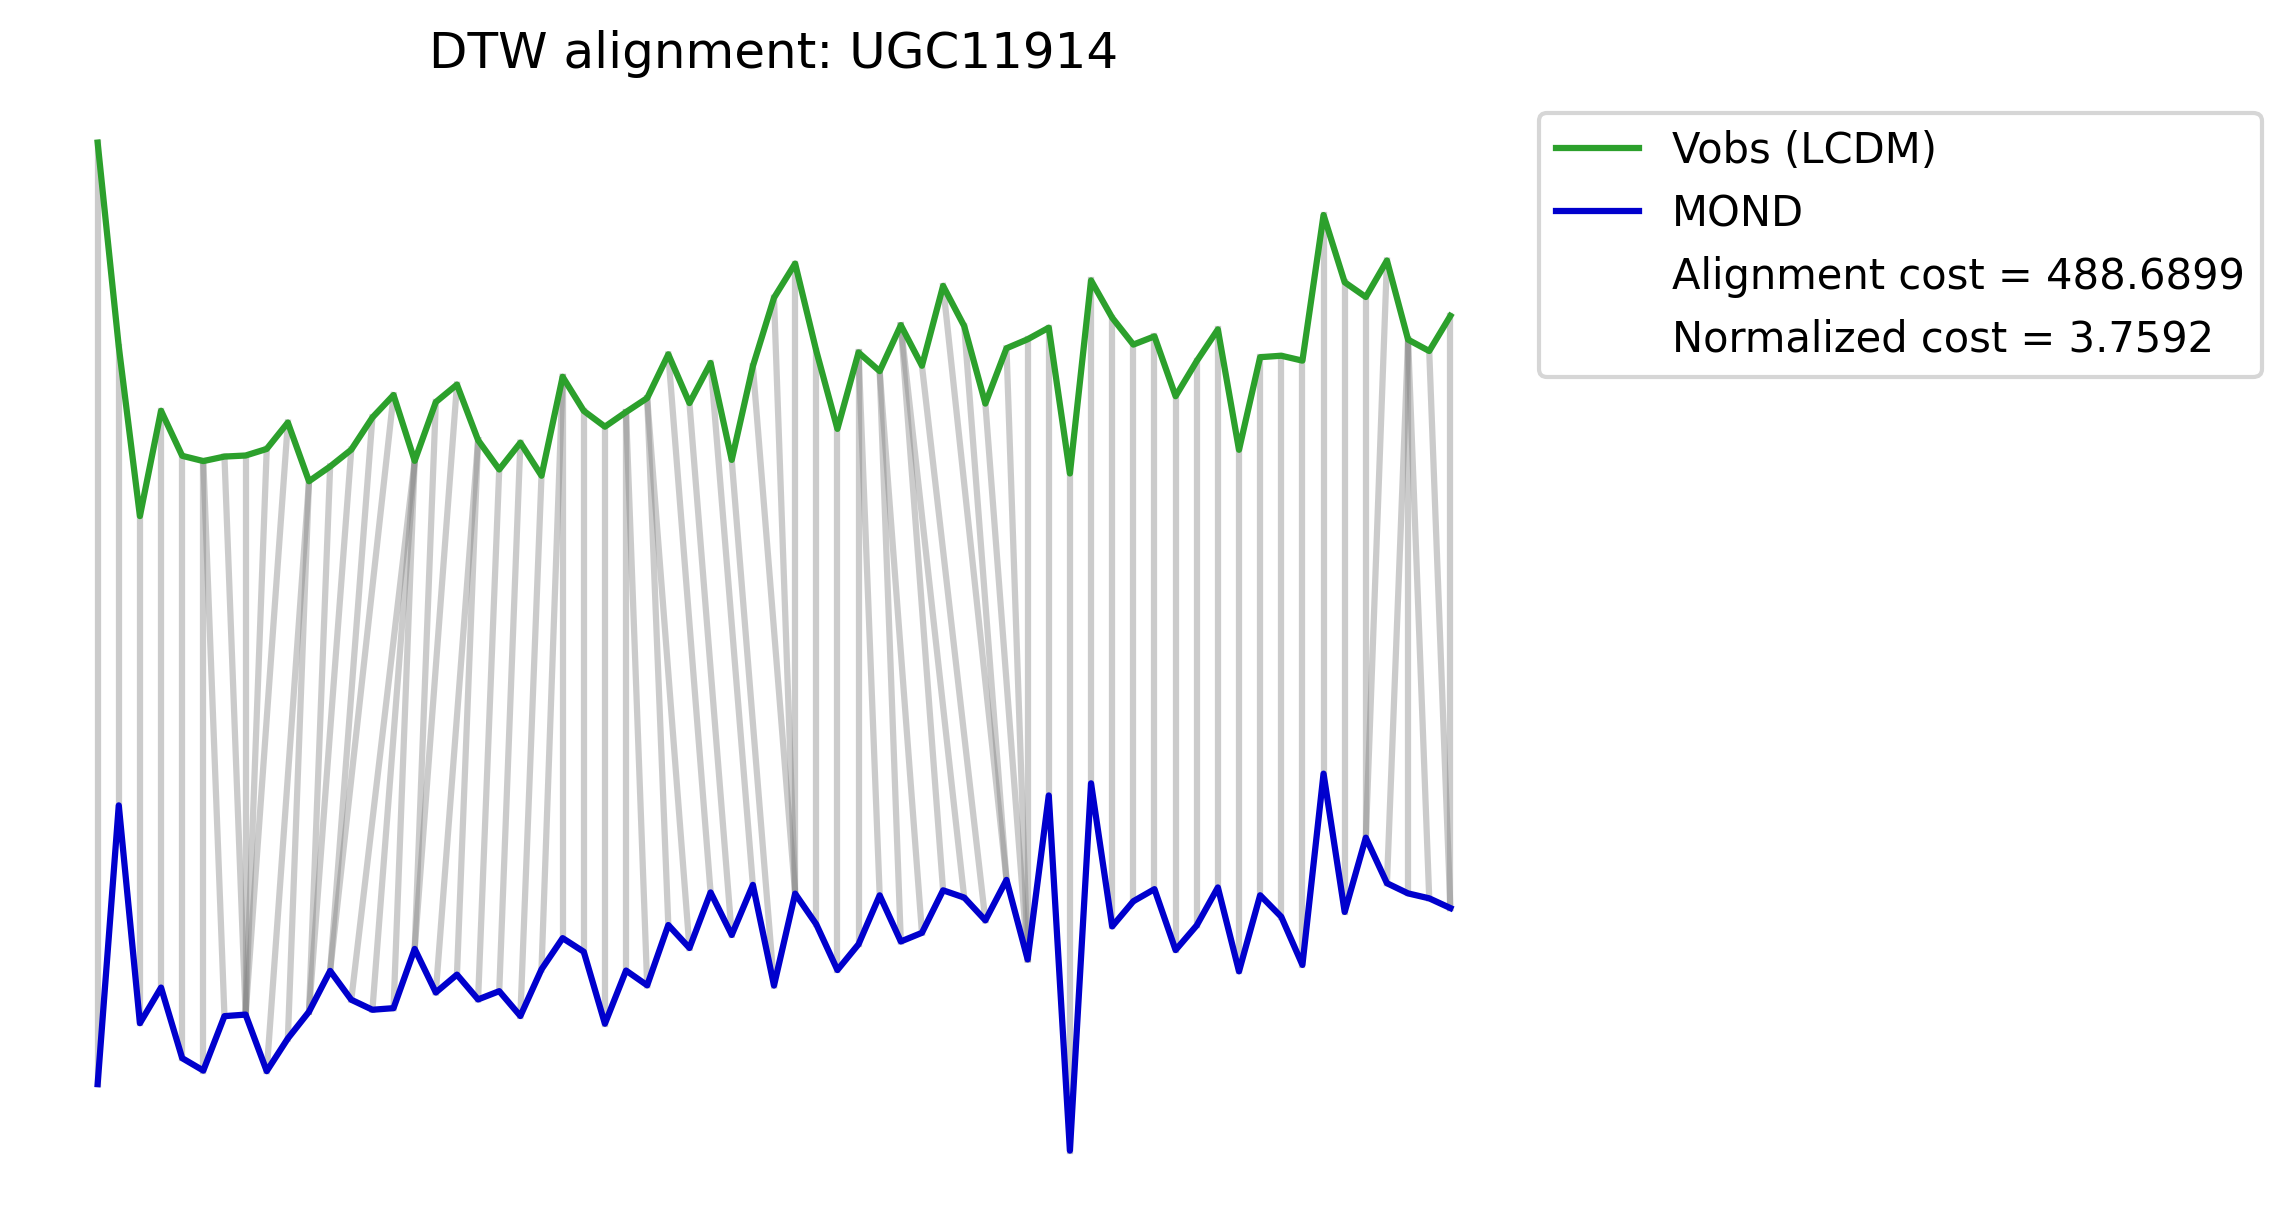 DTW alignment: UGC11914
Vobs (LCDM)
MOND
Alignment cost = 488.6899
Normalized cost = 3.7592